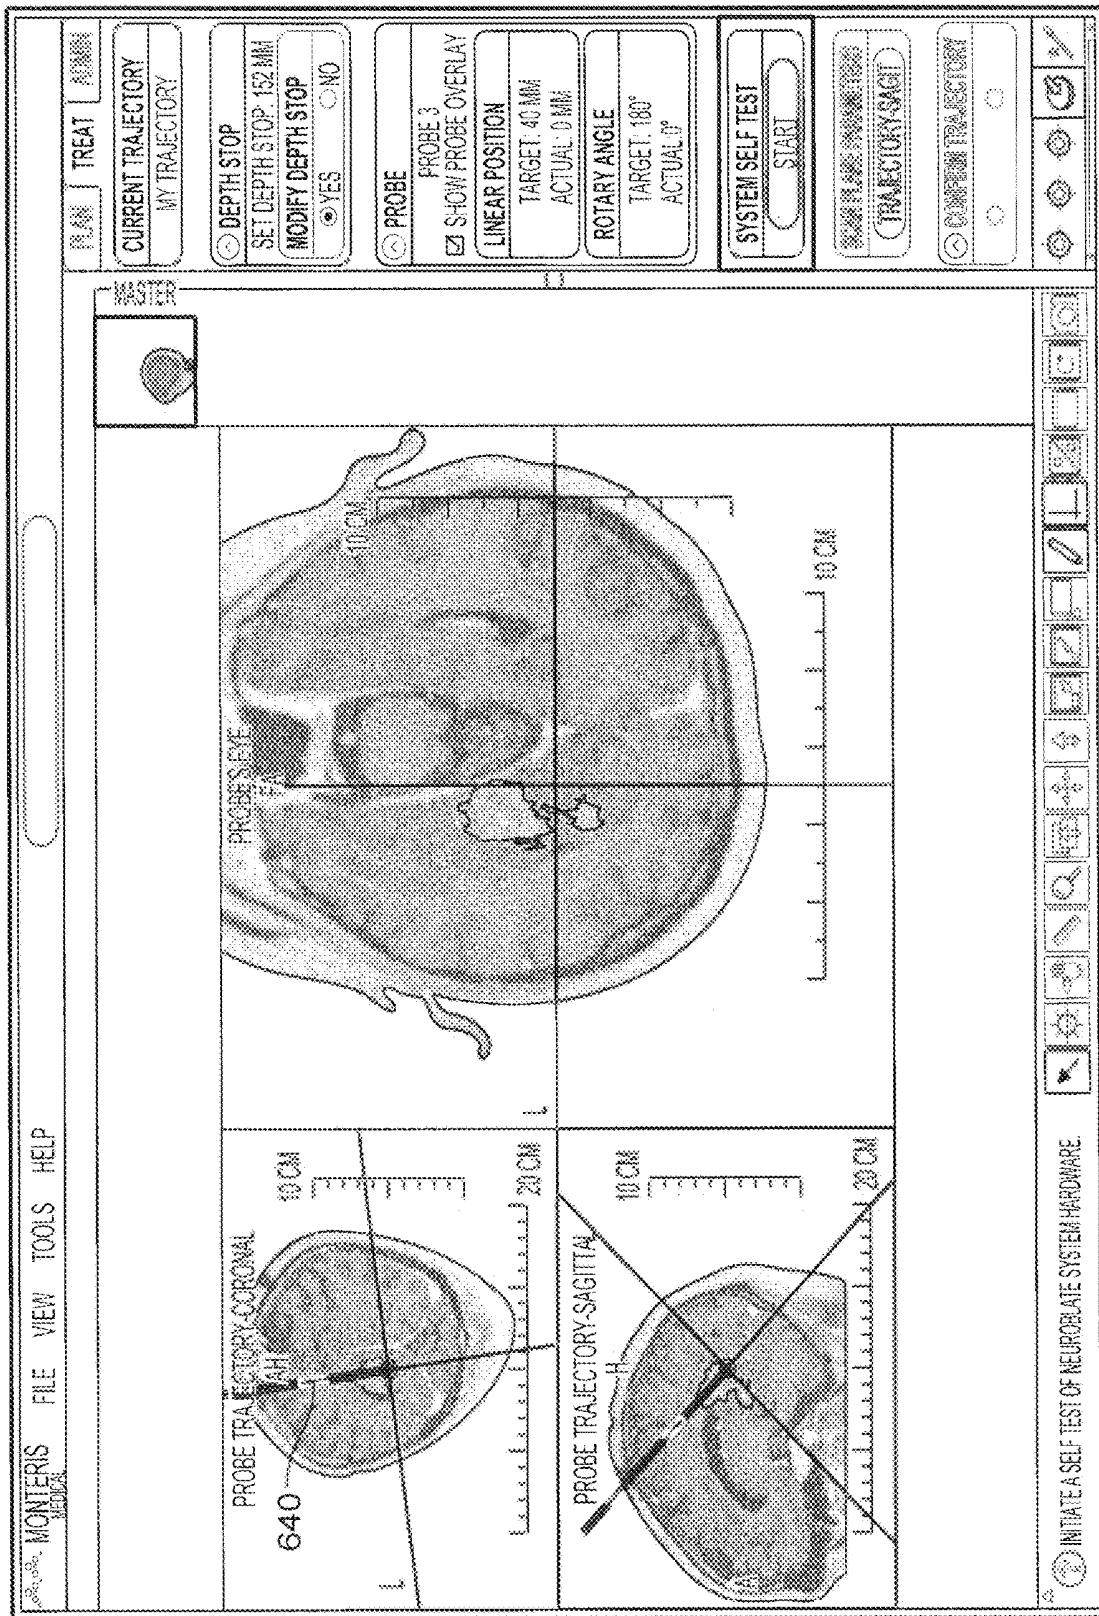 MONTERIS
MEDICAL
FILE VIEW TOOLS HELP
PROBE TRAJECTORY-CORONAL
AH
640
L
10 CM
20 CM
PROBE TRAJECTORY-SAGITTAL
H
10 CM
20 CM
PROBE'S EYE
L
10 CM
10 CM
MASTER
PLAN TREAT ADMIN
CURRENT TRAJECTORY
MY TRAJECTORY
DEPTH STOP
SET DEPTH STOP: 152 MM
MODIFY DEPTH STOP
YES NO
PROBE
PROBE 3
SHOW PROBE OVERLAY
LINEAR POSITION
TARGET: 40 MM
ACTUAL: 0 MM
ROTARY ANGLE
TARGET: 180°
ACTUAL: 0°
SYSTEM SELF TEST
START
TRAJECTORY-SAGIT
CONFIRM TRAJECTORY
? INITIATE A SELF TEST OF NEUROBLATE SYSTEM HARDWARE.